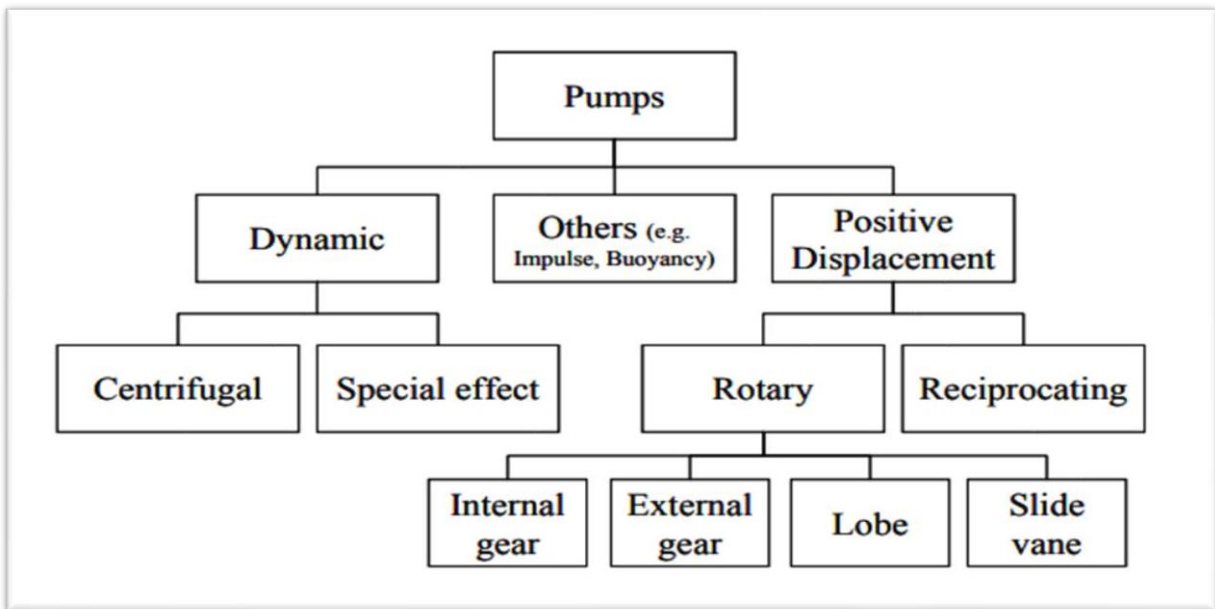 Pumps
Dynamic
Others (e.g.
Impulse, Buoyancy)
Positive
Displacement
Centrifugal
Special effect
Rotary
Reciprocating
Internal
gear
External
gear
Lobe
Slide
vane